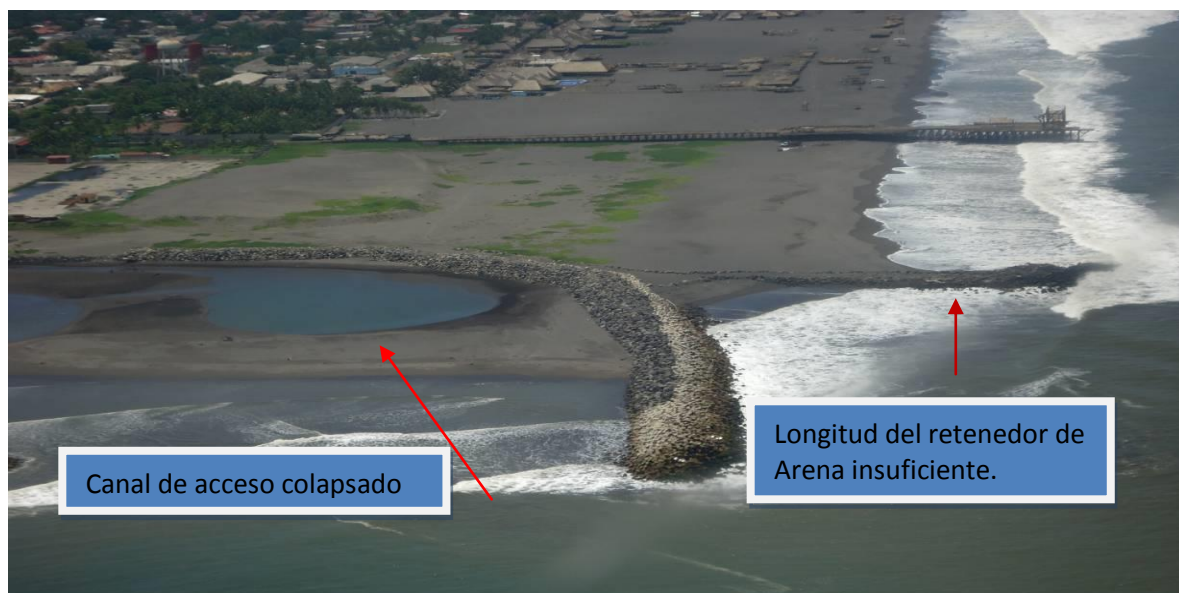 Canal de acceso colapsado
Longitud del retenedor de
Arena insuficiente.